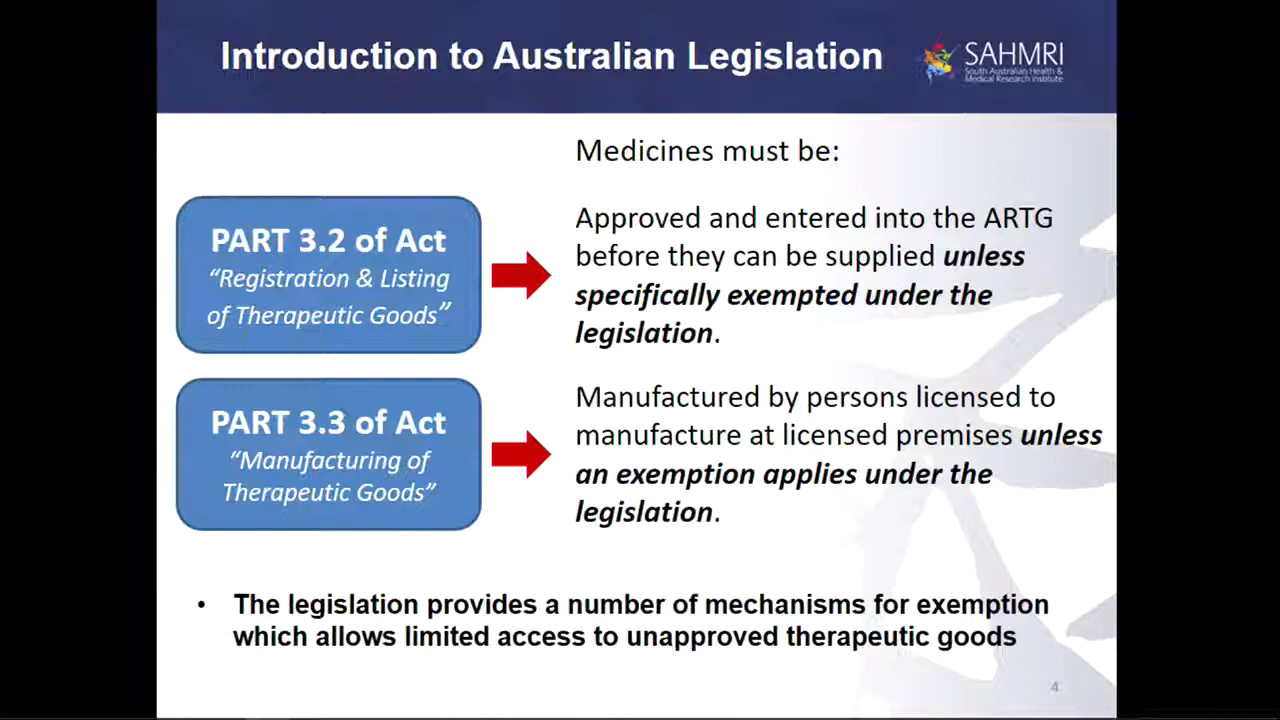 Introduction to Australian Legislation
SAHMRI
South Australian Health &
Medical Research Institute
Medicines must be:
PART 3.2 of Act
“Registration & Listing
of Therapeutic Goods”
Approved and entered into the ARTG
before they can be supplied unless
specifically exempted under the
legislation.
PART 3.3 of Act
“Manufacturing of
Therapeutic Goods”
Manufactured by persons licensed to
manufacture at licensed premises unless
an exemption applies under the
legislation.
• The legislation provides a number of mechanisms for exemption
which allows limited access to unapproved therapeutic goods
4